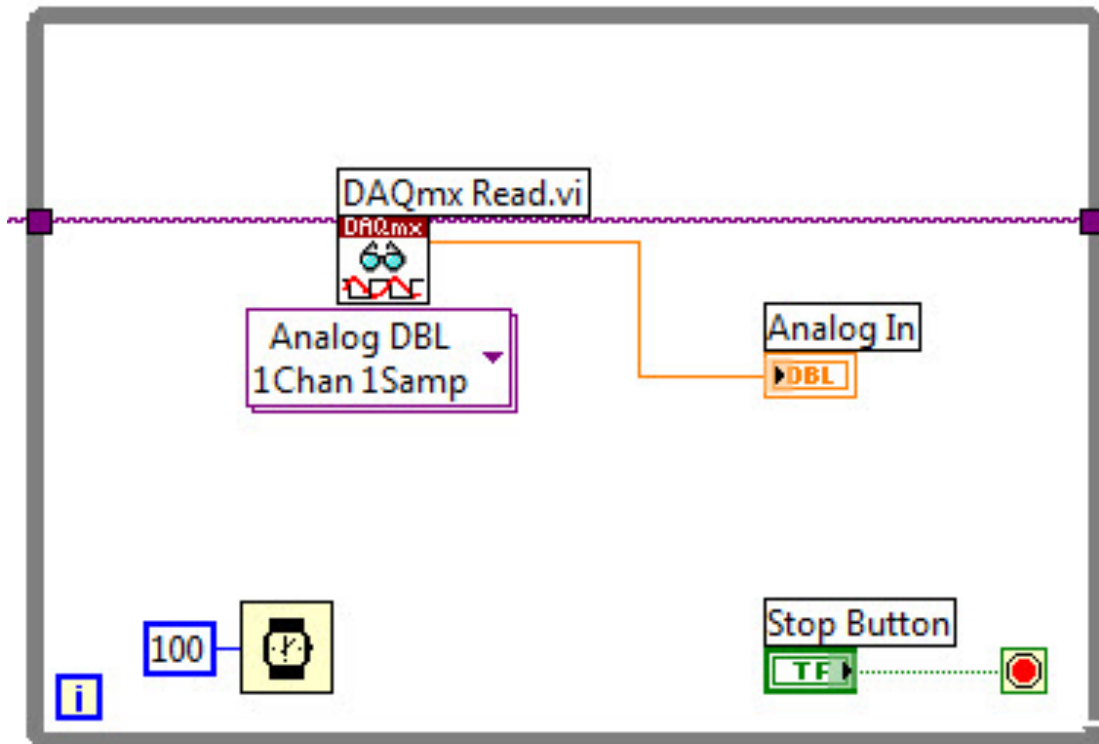 DAQmx Read.vi
DAQmx
Analog DBL
1Chan 1Samp
Analog In
DBL
100
Stop Button
TF
i